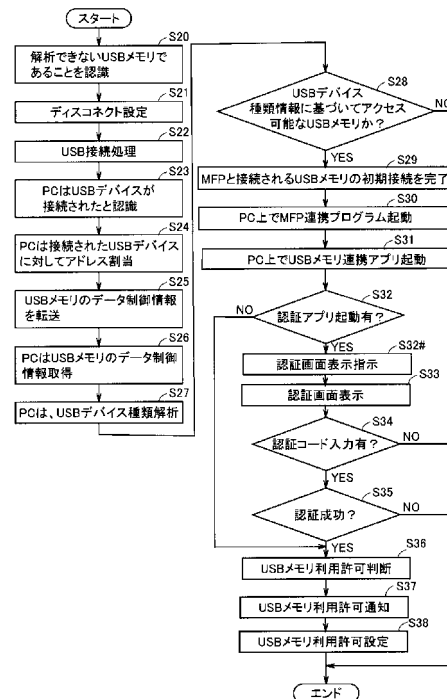 スタート
S20
解析できないUSBメモリで
あることを認識
S21
ディスコネクト設定
S22
USB接続処理
S23
PCはUSBデバイスが
接続されたと認識
S24
PCは接続されたUSBデバイス
に対してアドレス割当
S25
USBメモリのデータ制御情報
を転送
S26
PCはUSBメモリのデータ制御
情報取得
S27
PCは、USBデバイス種類解析
S28
USBデバイス
種類情報に基づいてアクセス
可能なUSBメモリか?
NO
YES
S29
MFPと接続されるUSBメモリの初期接続を完了
S30
PC上でMFP連携プログラム起動
S31
PC上でUSBメモリ連携アプリ起動
S32
NO
認証アプリ起動有?
YES
S32#
認証画面表示指示
S33
認証画面表示
S34
認証コード入力有?
NO
YES
S35
認証成功?
NO
YES
S36
USBメモリ利用許可判断
S37
USBメモリ利用許可通知
S38
USBメモリ利用許可設定
エンド